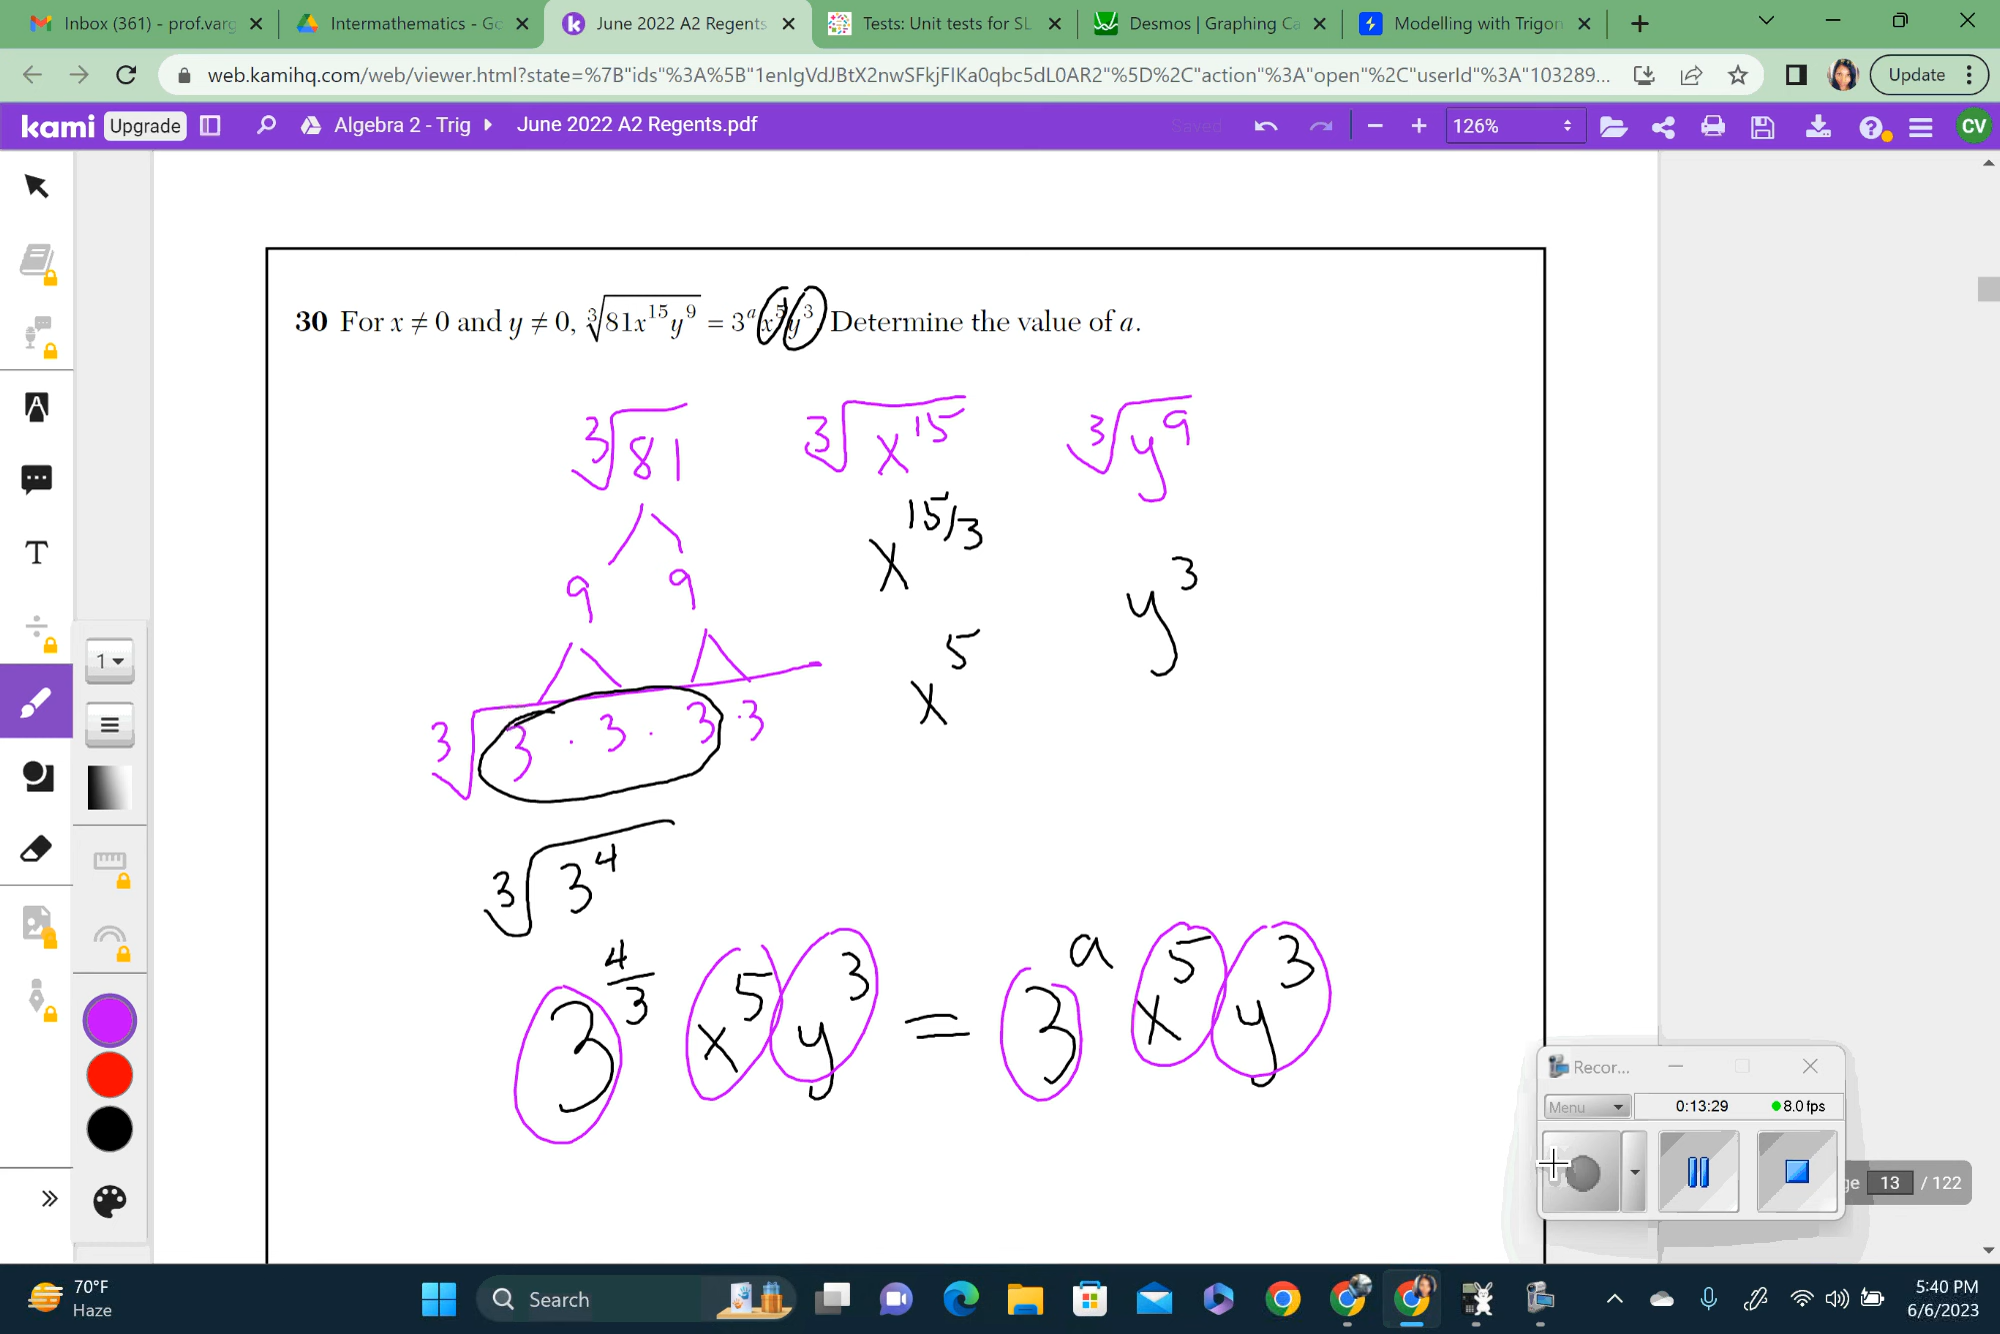 Inbox (361) - prof.varg
Intermathematics - Go
June 2022 A2 Regents
Tests: Unit tests for SL
Desmos | Graphing Ca
Modelling with Trigon
web.kamihq.com/web/viewer.html?state=%7B"ids"%3A%5B"1enIgVdJBtX2nwSFkjFIKa0qbc5dL0AR2"%5D%2C"action"%3A"open"%2C"userId"%3A"103289...
Update
kami Upgrade
Algebra 2 - Trig
June 2022 A2 Regents.pdf
Saved
126%
CV
30 For x ≠ 0 and y ≠ 0, ∛(81x¹⁵y⁹) = 3ᵃx⁵y³. Determine the value of a.
∛81 ∛x¹⁵ ∛y⁹
x^15/3
9 9
y³
x⁵
∛3 · 3 · 3 · 3
∛3⁴
3^4/3 x⁵ y³ = 3ᵃ x⁵ y³
T
1
Recor...
Menu
0:13:29
8.0 fps
ge 13 / 122
70°F
Haze
Search
5:40 PM
6/6/2023